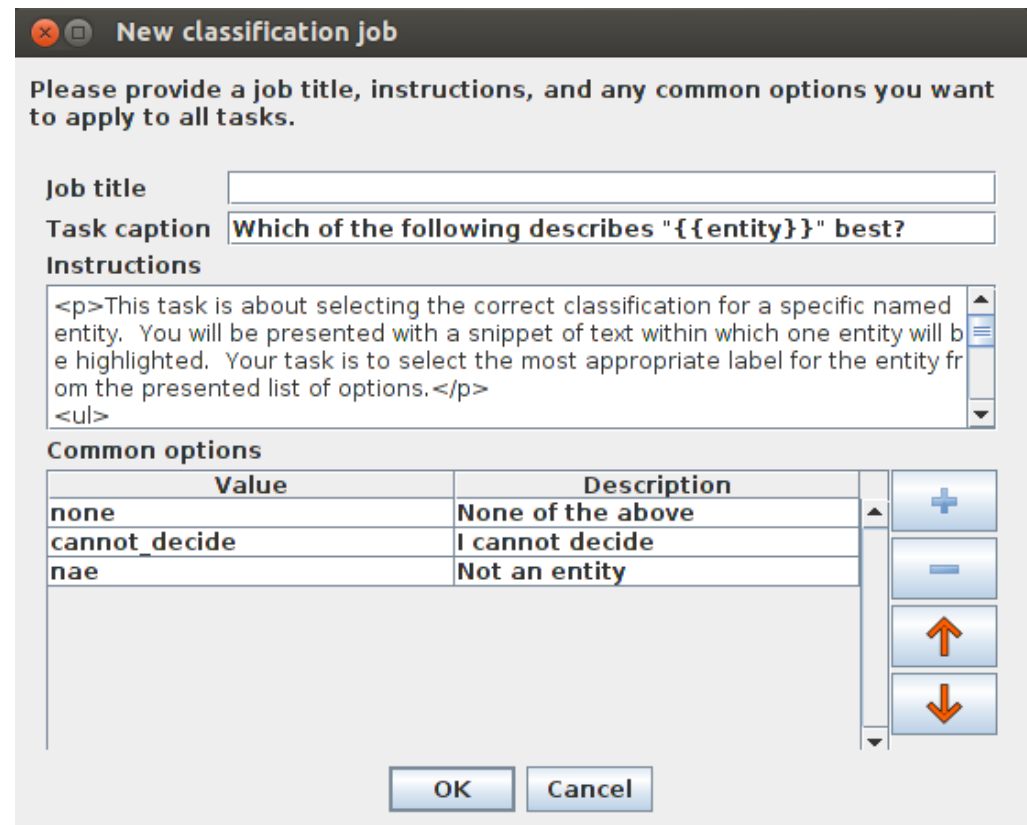 New classification job
Please provide a job title, instructions, and any common options you want
to apply to all tasks.
Job title
Task caption Which of the following describes "{{entity}}" best?
Instructions
<p>This task is about selecting the correct classification for a specific named
entity.  You will be presented with a snippet of text within which one entity will b
e highlighted.  Your task is to select the most appropriate label for the entity fr
om the presented list of options.</p>
<ul>
Common options
Value Description
none None of the above
cannot_decide I cannot decide
nae Not an entity
OK Cancel